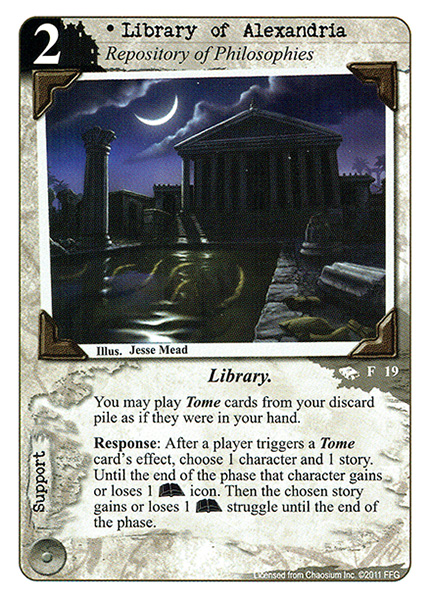 2
• Library of Alexandria
Repository of Philosophies
Illus. Jesse Mead
F 19
Library.
You may play Tome cards from your discard
pile as if they were in your hand.
Response: After a player triggers a Tome
card's effect, choose 1 character and 1 story.
Until the end of the phase that character gains
or loses 1 icon. Then the chosen story
gains or loses 1 struggle until the end of
the phase.
Support
Licensed from Chaosium Inc. ©2011 FFG